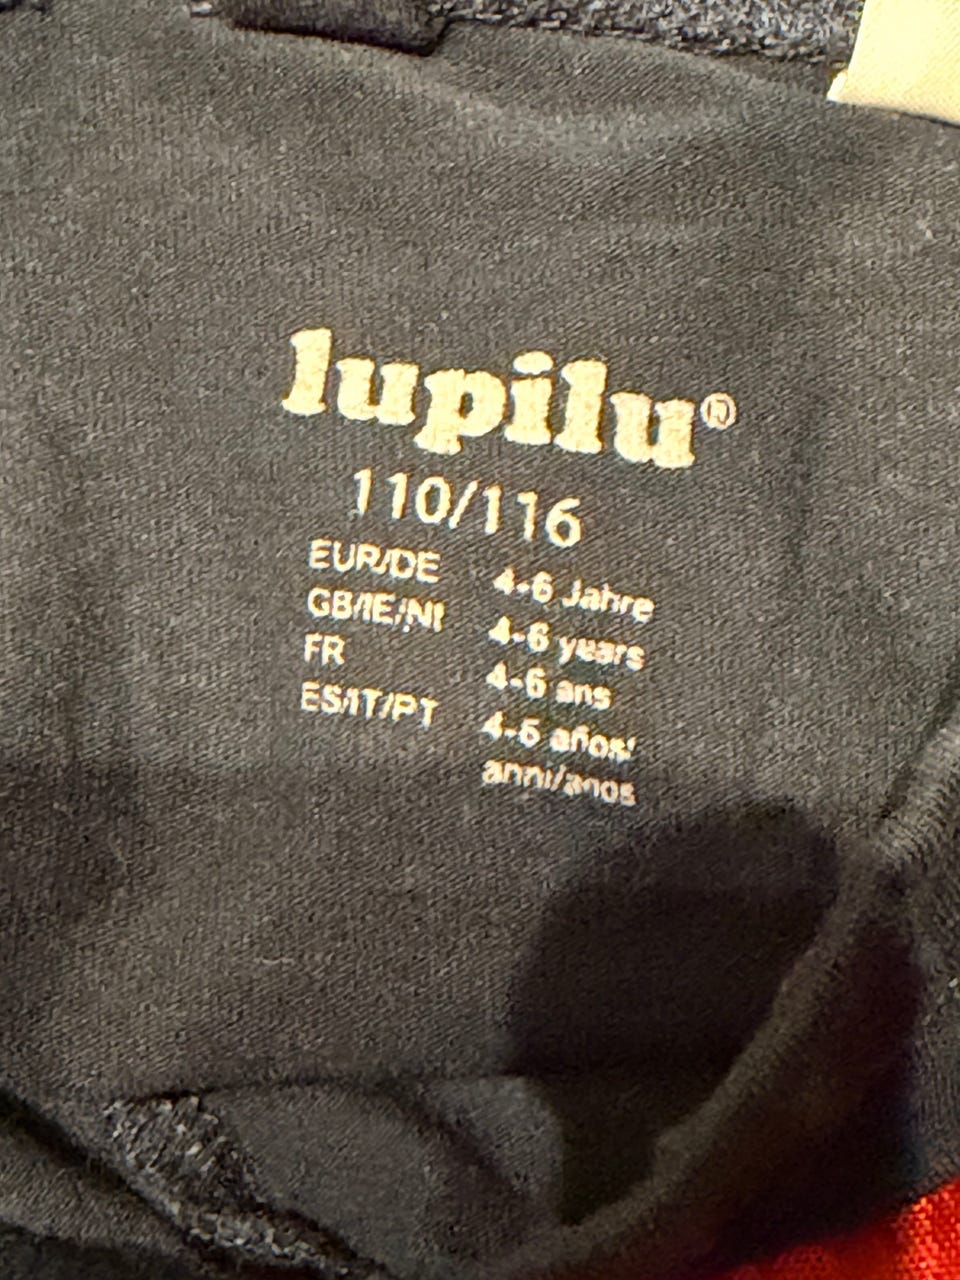 lupilu®
110/116
EUR/DE 4-6 Jahre
GB/IE/NI 4-6 years
FR 4-6 ans
ES/IT/PT 4-6 años/
anni/anos